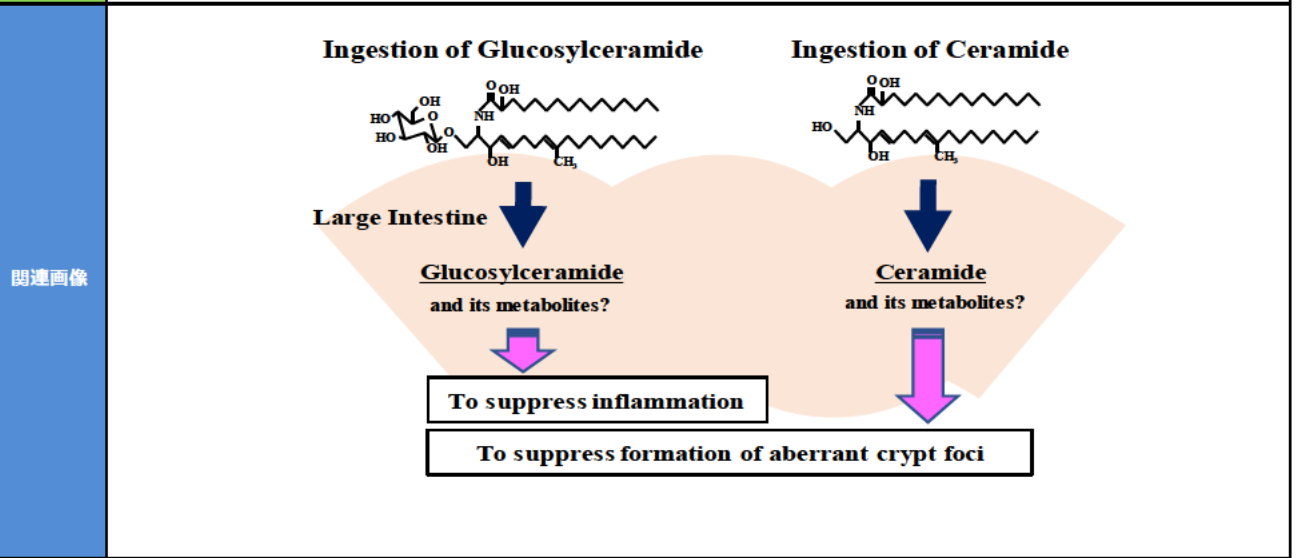 関連画像
Ingestion of Glucosylceramide
Ingestion of Ceramide
O OH
NH
OH
HO
O
HO
O
OH
OH
CH3
O OH
NH
HO
OH
CH3
Large Intestine
Glucosylceramide
and its metabolites?
Ceramide
and its metabolites?
To suppress inflammation
To suppress formation of aberrant crypt foci